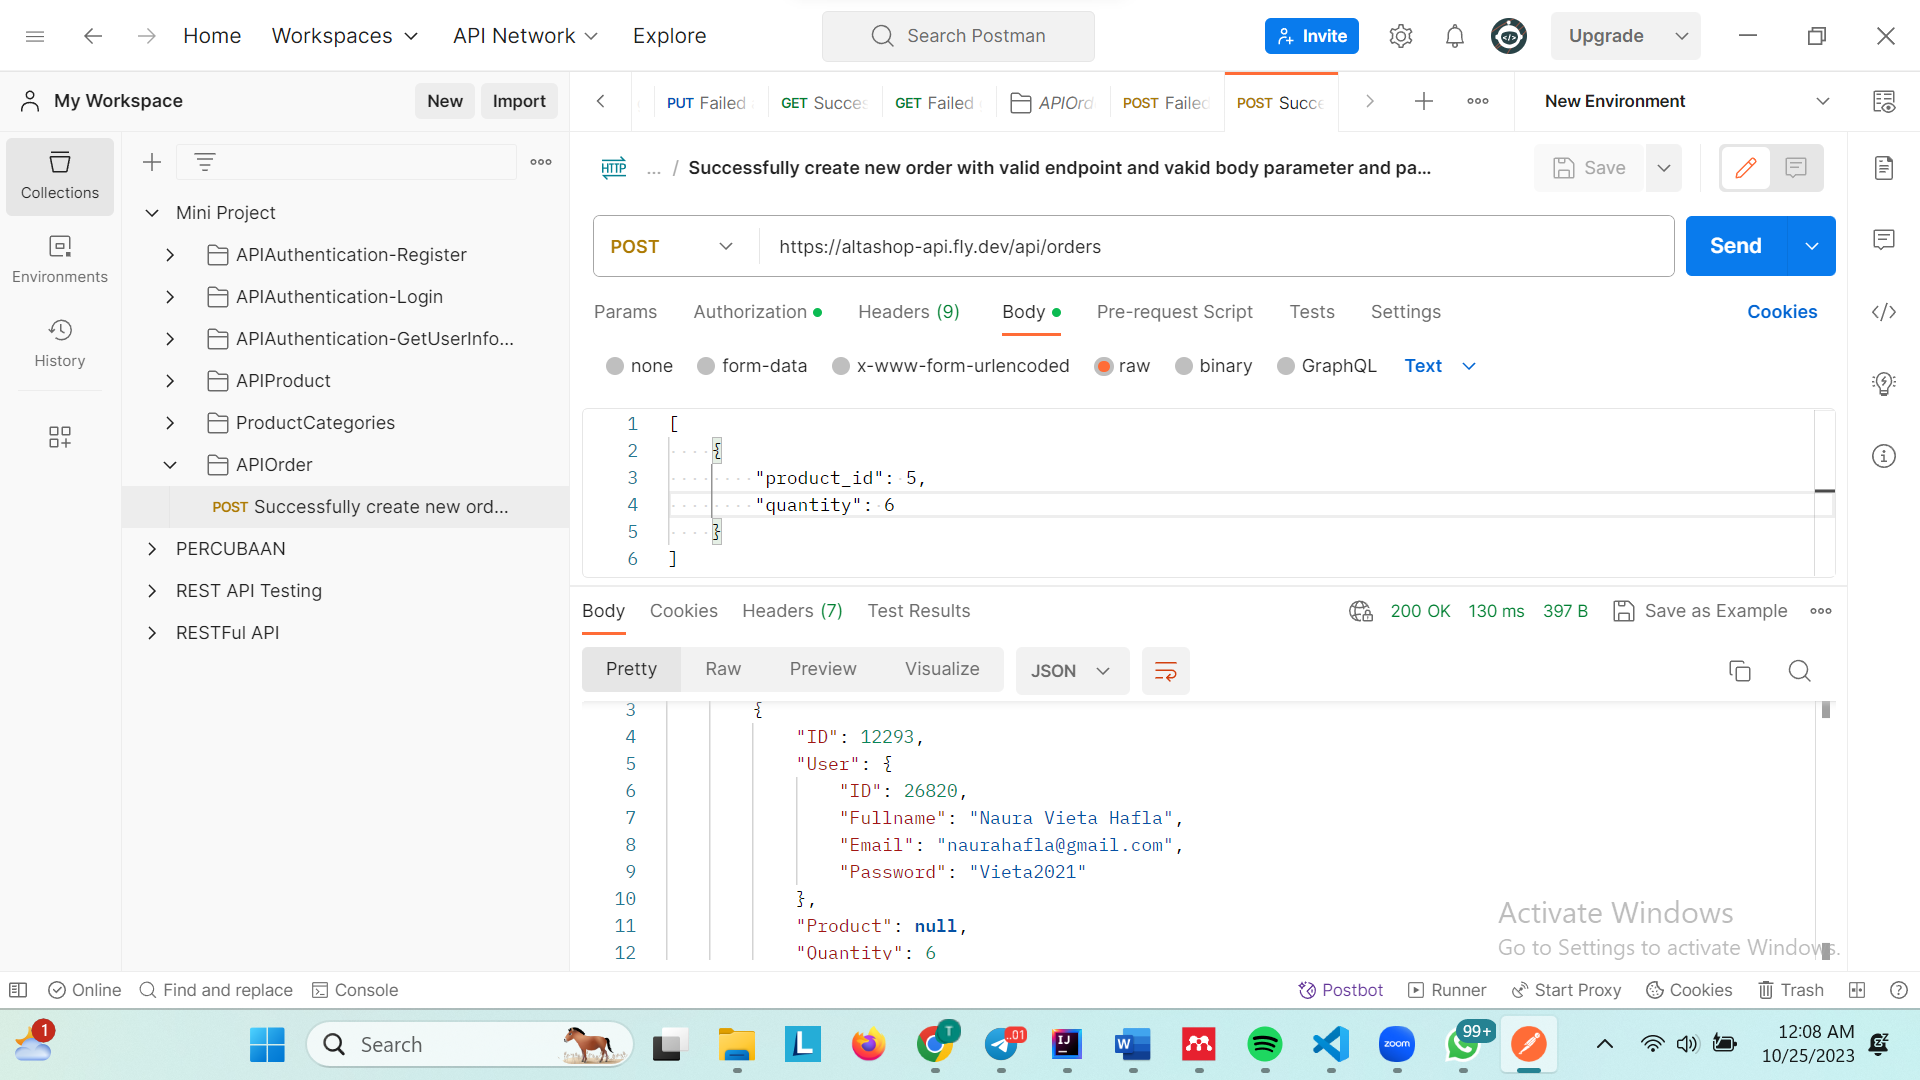 Home Workspaces API Network Explore Search Postman Invite Upgrade
My Workspace New Import PUT Failed GET Succes GET Failed APIOrd POST Failed POST Succe New Environment
HTTP ... / Successfully create new order with valid endpoint and vakid body parameter and pa... Save
Collections
Environments
History
Mini Project
APIAuthentication-Register
APIAuthentication-Login
APIAuthentication-GetUserInfo...
APIProduct
ProductCategories
APIOrder
POST Successfully create new ord...
PERCUBAAN
REST API Testing
RESTFul API
POST https://altashop-api.fly.dev/api/orders Send
Params Authorization Headers (9) Body Pre-request Script Tests Settings Cookies
none form-data x-www-form-urlencoded raw binary GraphQL Text
1 [
2 {
3 "product_id": 5,
4 "quantity": 6
5 }
6 ]
Body Cookies Headers (7) Test Results 200 OK 130 ms 397 B Save as Example
Pretty Raw Preview Visualize JSON
3 {
4 "ID": 12293,
5 "User": {
6 "ID": 26820,
7 "Fullname": "Naura Vieta Hafla",
8 "Email": "naurahafla@gmail.com",
9 "Password": "Vieta2021"
10 },
11 "Product": null,
12 "Quantity": 6
Activate Windows
Go to Settings to activate Windows.
Online Find and replace Console Postbot Runner Start Proxy Cookies Trash
1 Search L T .01 IJ W zoom 99+ 12:08 AM
10/25/2023